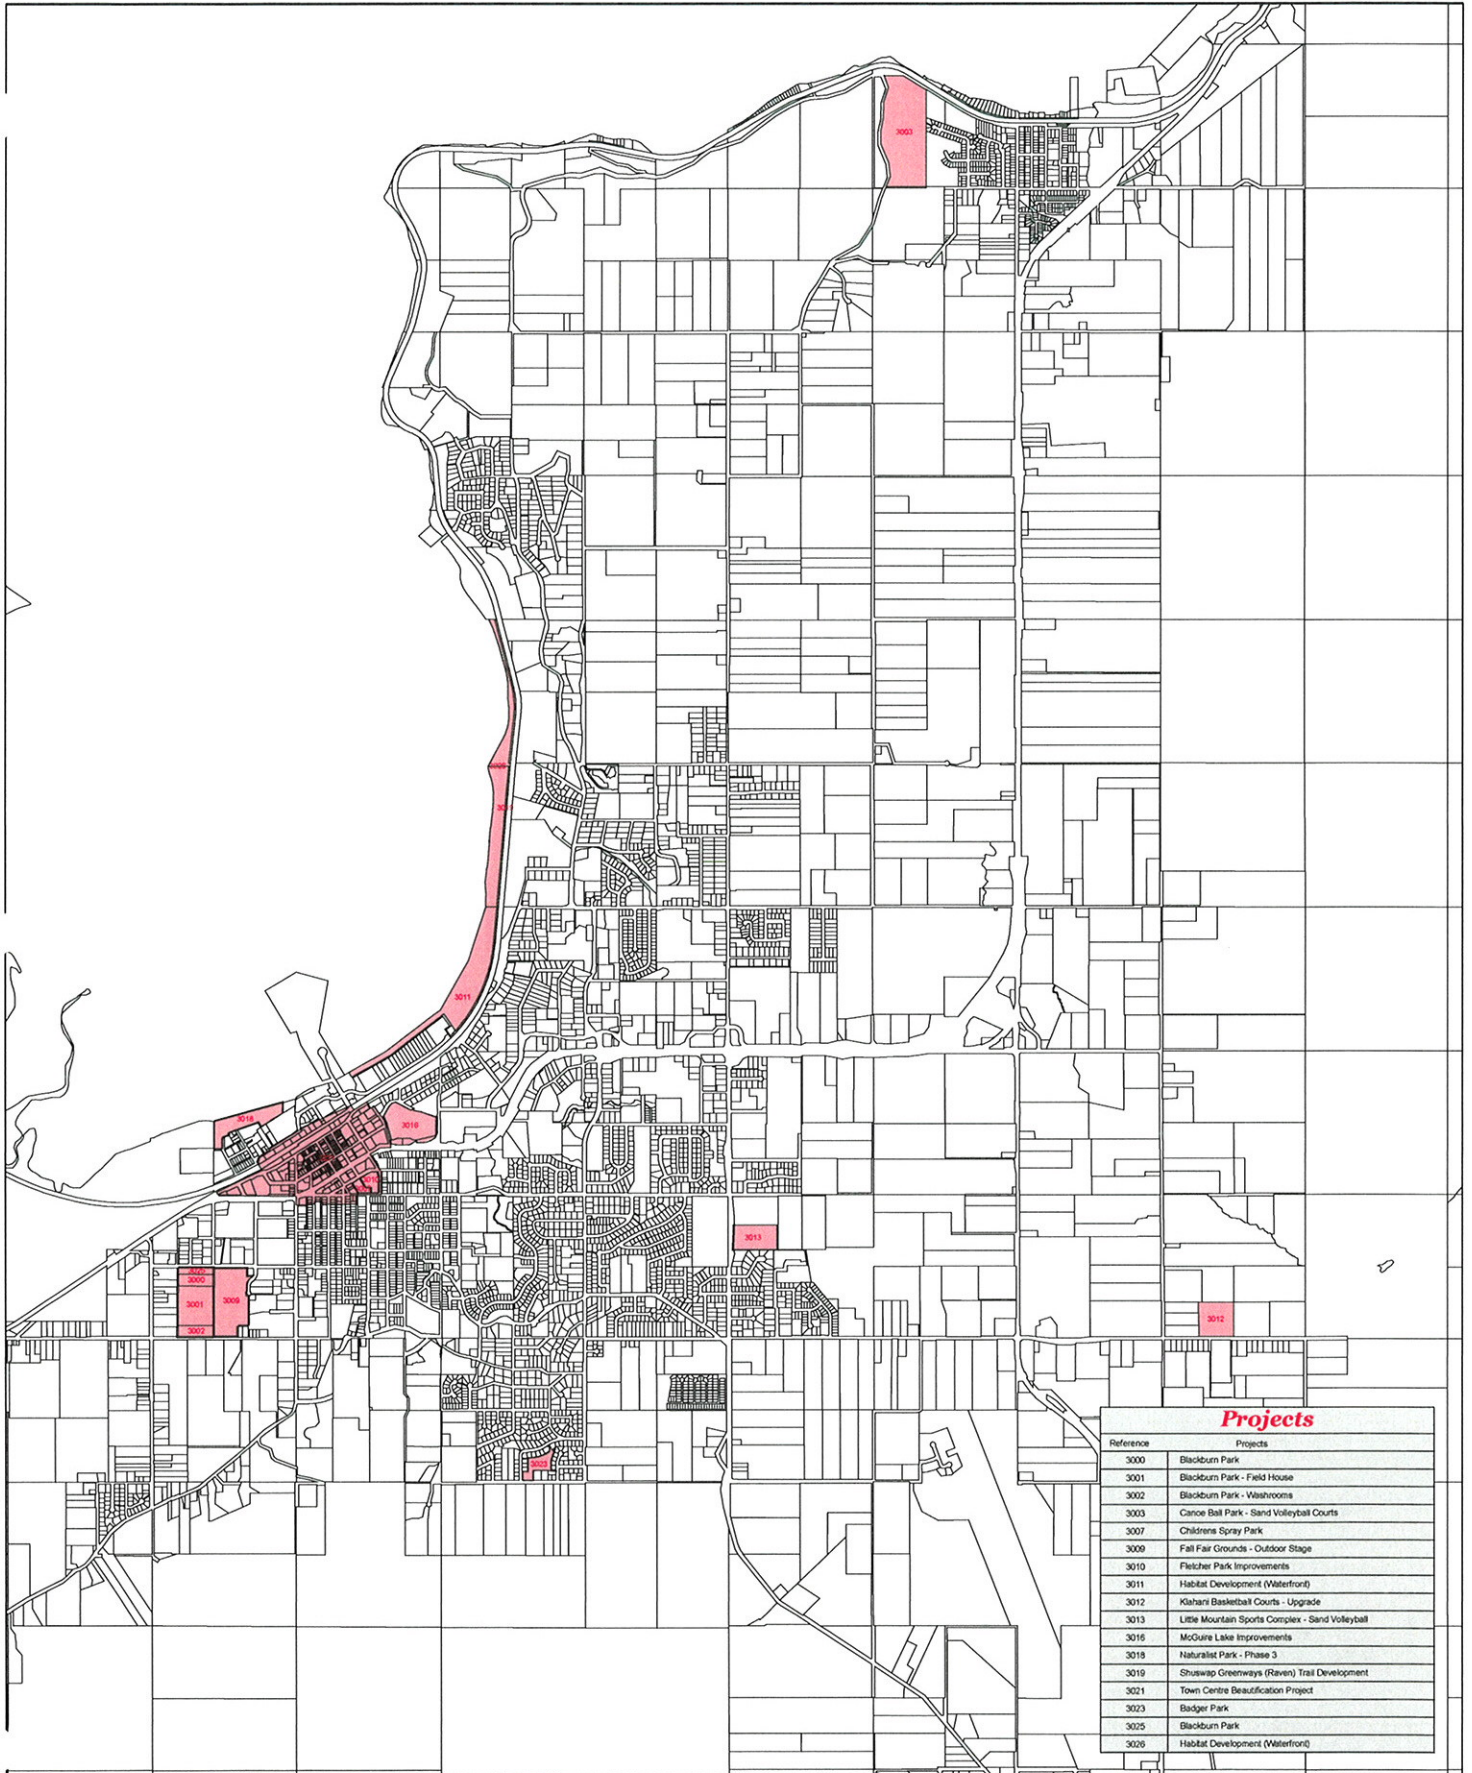 3003
3011
3018
3016
3010
3013
3000
3001
3009
3002
3012
3023
Projects
Reference Projects
3000 Blackburn Park
3001 Blackburn Park - Field House
3002 Blackburn Park - Washrooms
3003 Canoe Ball Park - Sand Volleyball Courts
3007 Childrens Spray Park
3009 Fall Fair Grounds - Outdoor Stage
3010 Fletcher Park Improvements
3011 Habitat Development (Waterfront)
3012 Klahani Basketball Courts - Upgrade
3013 Little Mountain Sports Complex - Sand Volleyball
3016 McGuire Lake Improvements
3018 Naturalist Park - Phase 3
3019 Shuswap Greenways (Raven) Trail Development
3021 Town Centre Beautification Project
3023 Badger Park
3025 Blackburn Park
3026 Habitat Development (Waterfront)